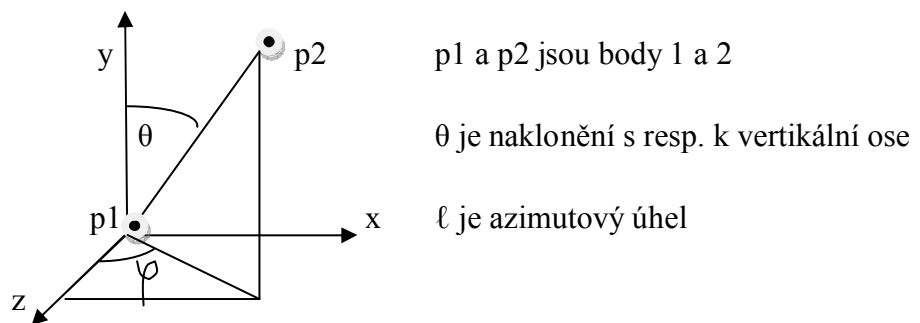 y
p2
p1 a p2 jsou body 1 a 2
θ
θ je naklonění s resp. k vertikální ose
p1
x
ℓ je azimutový úhel
φ
z